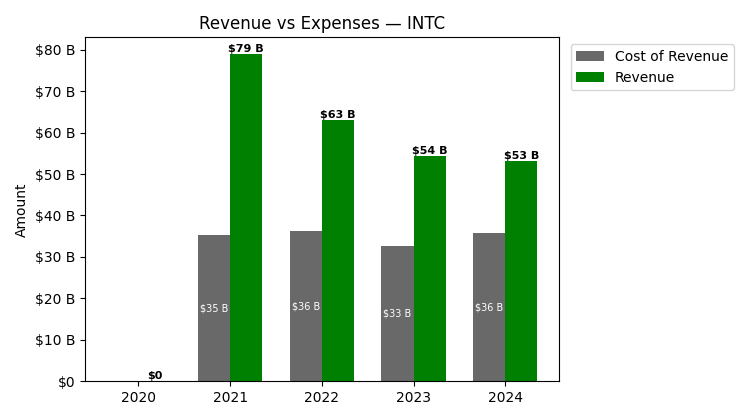 Revenue vs Expenses — INTC
Cost of Revenue
Revenue
Amount
$80 B
$70 B
$60 B
$50 B
$40 B
$30 B
$20 B
$10 B
$0
$0
$35 B
$79 B
$36 B
$63 B
$33 B
$54 B
$36 B
$53 B
2020
2021
2022
2023
2024